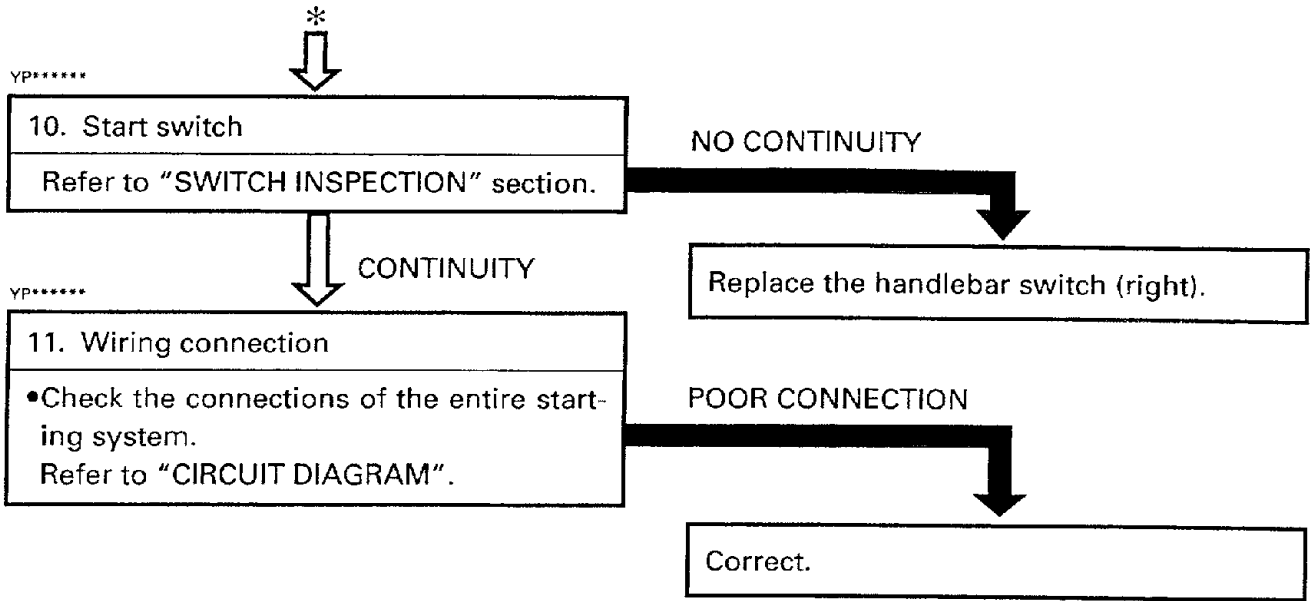 *
YP******
10. Start switch
Refer to "SWITCH INSPECTION" section.
NO CONTINUITY
Replace the handlebar switch (right).
CONTINUITY
YP******
11. Wiring connection
•Check the connections of the entire start-
ing system.
Refer to "CIRCUIT DIAGRAM".
POOR CONNECTION
Correct.